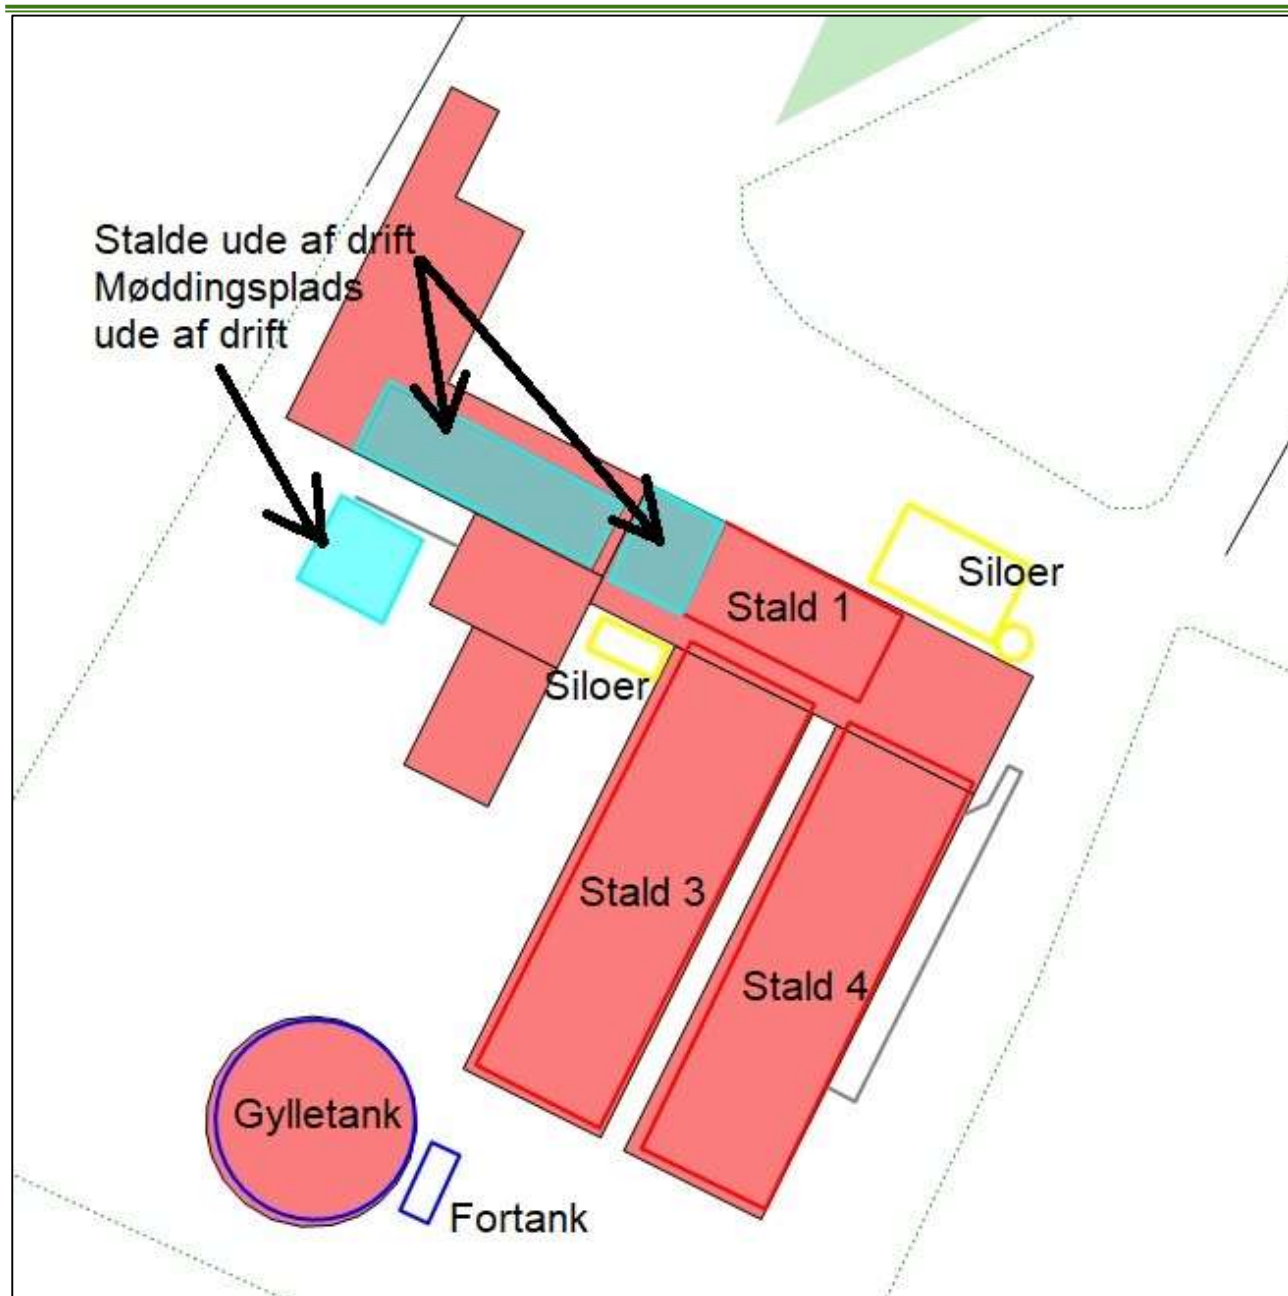 Stalde ude af drift
Møddingsplads
ude af drift
Siloer
Stald 1
Siloer
Stald 3
Stald 4
Gylletank
Fortank